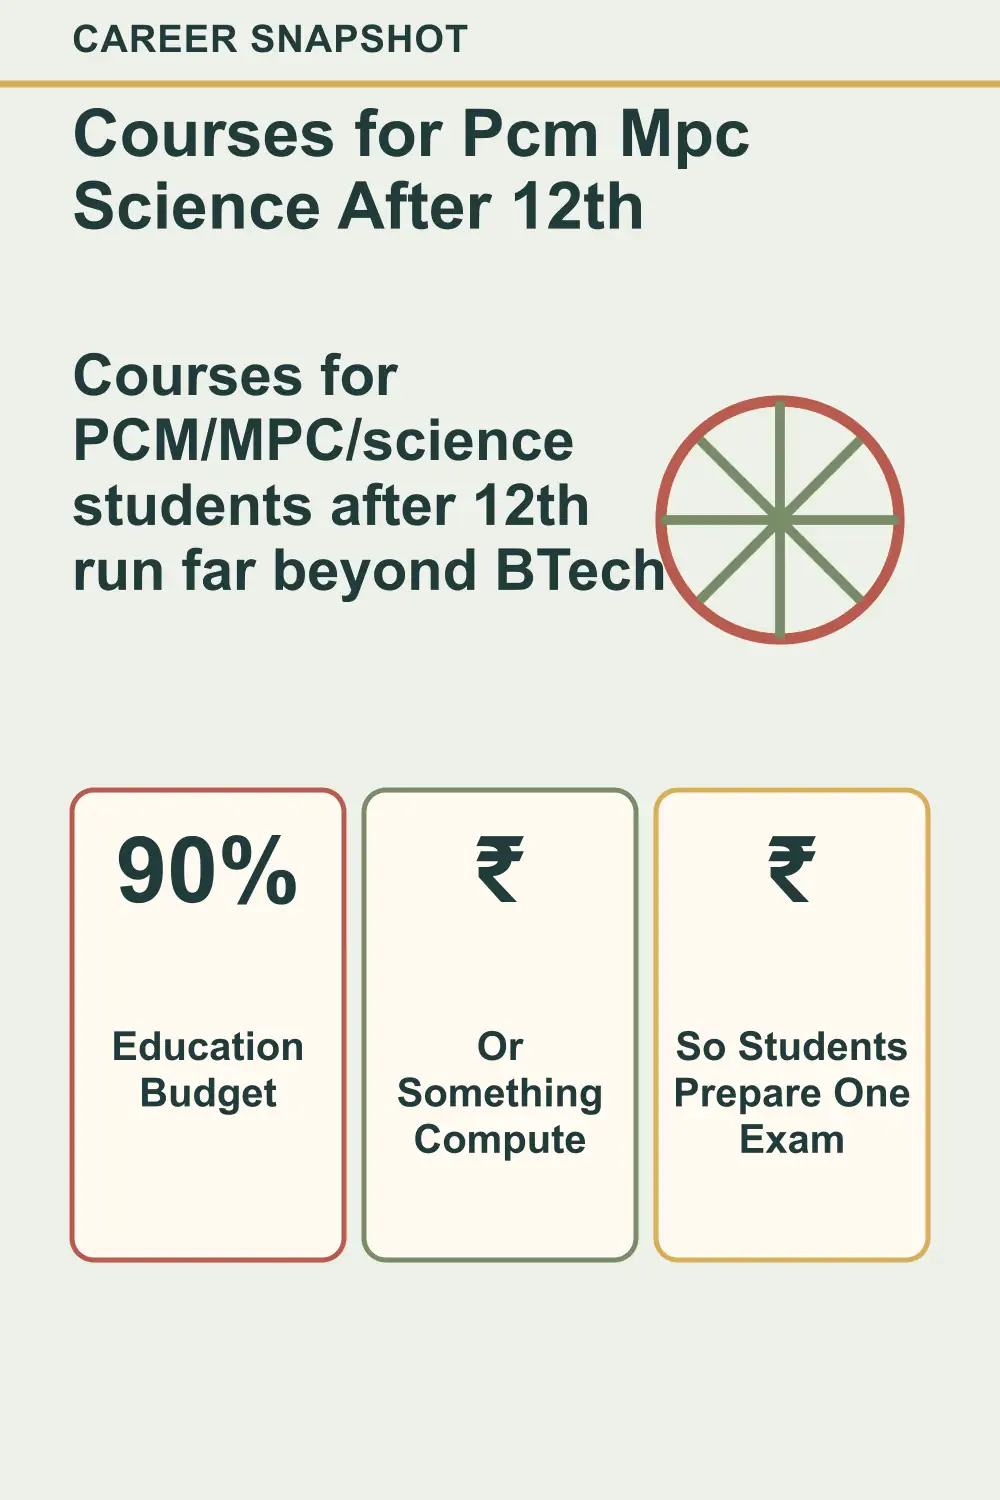 CAREER SNAPSHOT
Courses for Pcm Mpc
Science After 12th
Courses for
PCM/MPC/science
students after 12th
run far beyond BTech
90%
Education
Budget
₹
Or
Something
Compute
₹
So Students
Prepare One
Exam